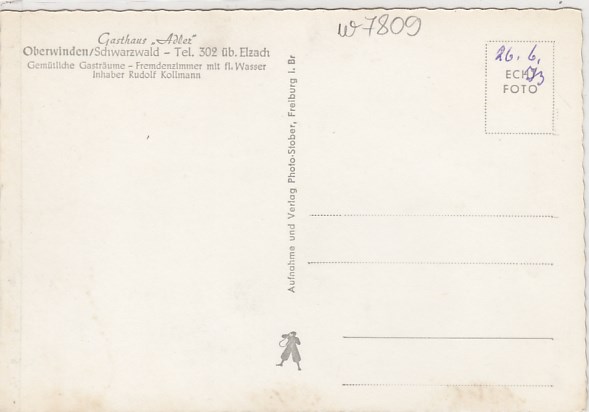 Gasthaus „Adler"
Oberwinden/Schwarzwald – Tel. 302 üb. Elzach
Gemütliche Gasträume – Fremdenzimmer mit fl. Wasser
Inhaber Rudolf Kollmann
Aufnahme und Verlag Photo-Stober, Freiburg i. Br
w7809
26. 6. 73
ECHT
FOTO